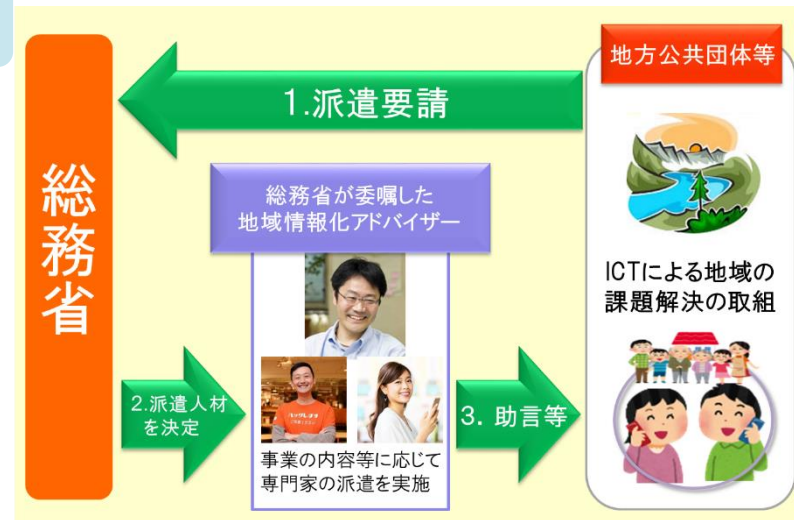 総務省
1.派遣要請
地方公共団体等
総務省が委嘱した
地域情報化アドバイザー
2.派遣人材
を決定
事業の内容等に応じて
専門家の派遣を実施
3. 助言等
ICTによる地域の
課題解決の取組